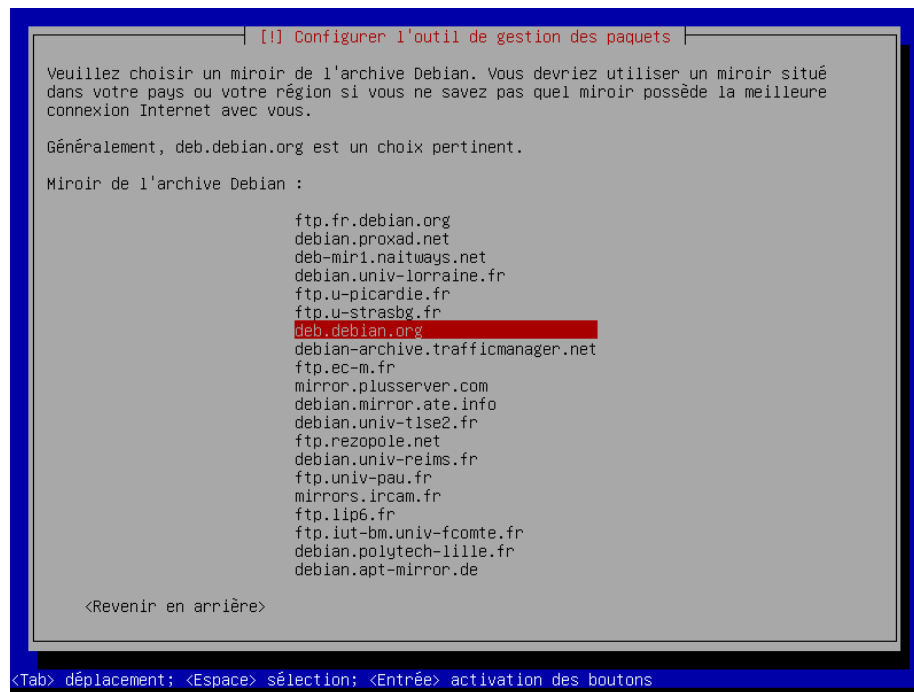 [!] Configurer l'outil de gestion des paquets
Veuillez choisir un miroir de l'archive Debian. Vous devriez utiliser un miroir situé
dans votre pays ou votre région si vous ne savez pas quel miroir possède la meilleure
connexion Internet avec vous.
Généralement, deb.debian.org est un choix pertinent.
Miroir de l'archive Debian :
ftp.fr.debian.org
debian.proxad.net
deb-mir1.naitways.net
debian.univ-lorraine.fr
ftp.u-picardie.fr
ftp.u-strasbg.fr
deb.debian.org
debian-archive.trafficmanager.net
ftp.ec-m.fr
mirror.plusserver.com
debian.mirror.ate.info
debian.univ-tlse2.fr
ftp.rezopole.net
debian.univ-reims.fr
ftp.univ-pau.fr
mirrors.ircam.fr
ftp.lip6.fr
ftp.iut-bm.univ-fcomte.fr
debian.polytech-lille.fr
debian.apt-mirror.de
<Revenir en arrière>
<Tab> déplacement; <Espace> sélection; <Entrée> activation des boutons